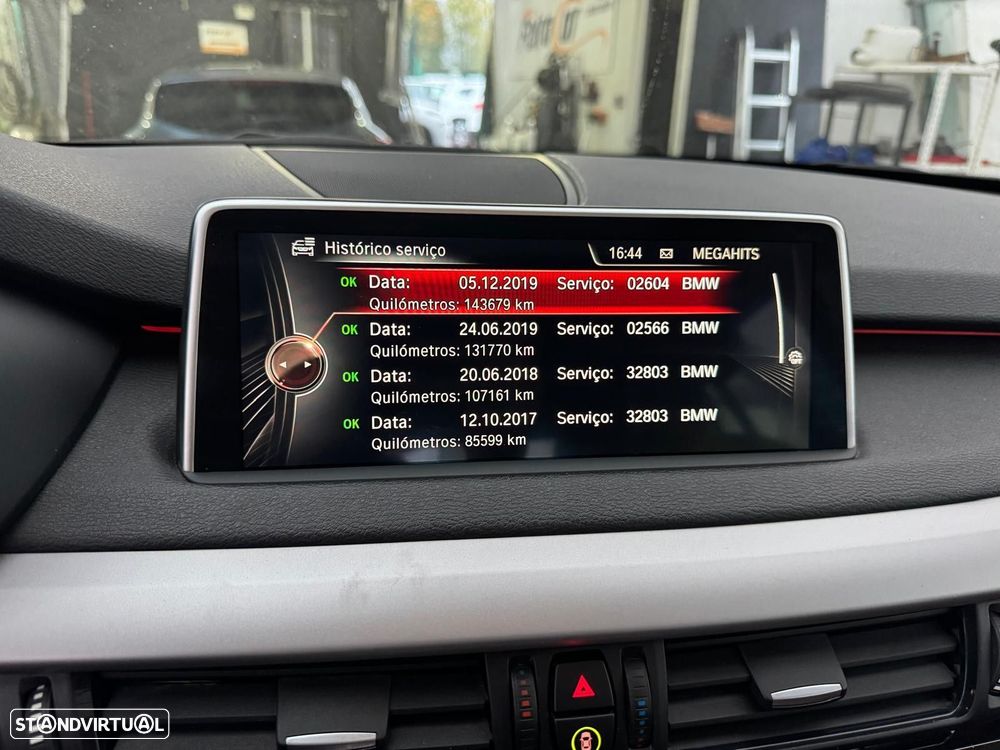 Histórico serviço
16:44 MEGAHITS
OK Data: 05.12.2019 Serviço: 02604 BMW
Quilómetros: 143679 km
OK Data: 24.06.2019 Serviço: 02566 BMW
Quilómetros: 131770 km
OK Data: 20.06.2018 Serviço: 32803 BMW
Quilómetros: 107161 km
OK Data: 12.10.2017 Serviço: 32803 BMW
Quilómetros: 85599 km
STANDVIRTUAL